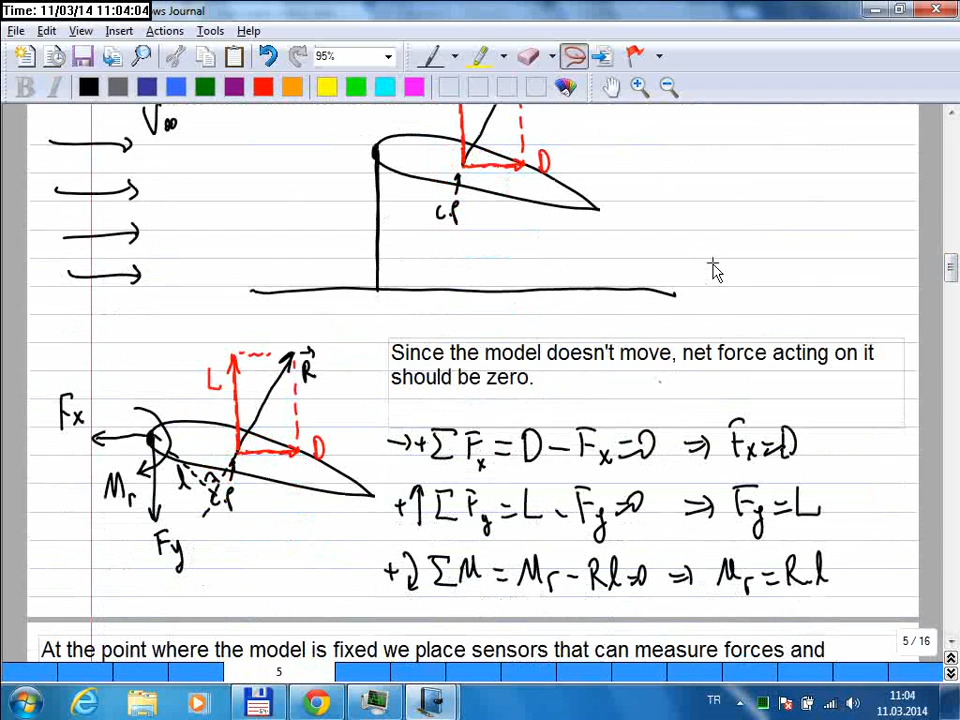 Time: 11/03/14 11:04:04
ws Journal
File Edit View Insert Actions Tools Help
95%
B I
V∞
D
C.P
L
R
Fx
D
Mr
l
C.P
Fy
Since the model doesn't move, net force acting on it
should be zero.
→+ΣFx = D - Fx = 0 ⇒ Fx = D
+↑ΣFy = L - Fy = 0 ⇒ Fy = L
+ΣM = Mr - Rl = 0 ⇒ Mr = Rl
5 / 16
At the point where the model is fixed we place sensors that can measure forces and
5
TR
11:04
11.03.2014